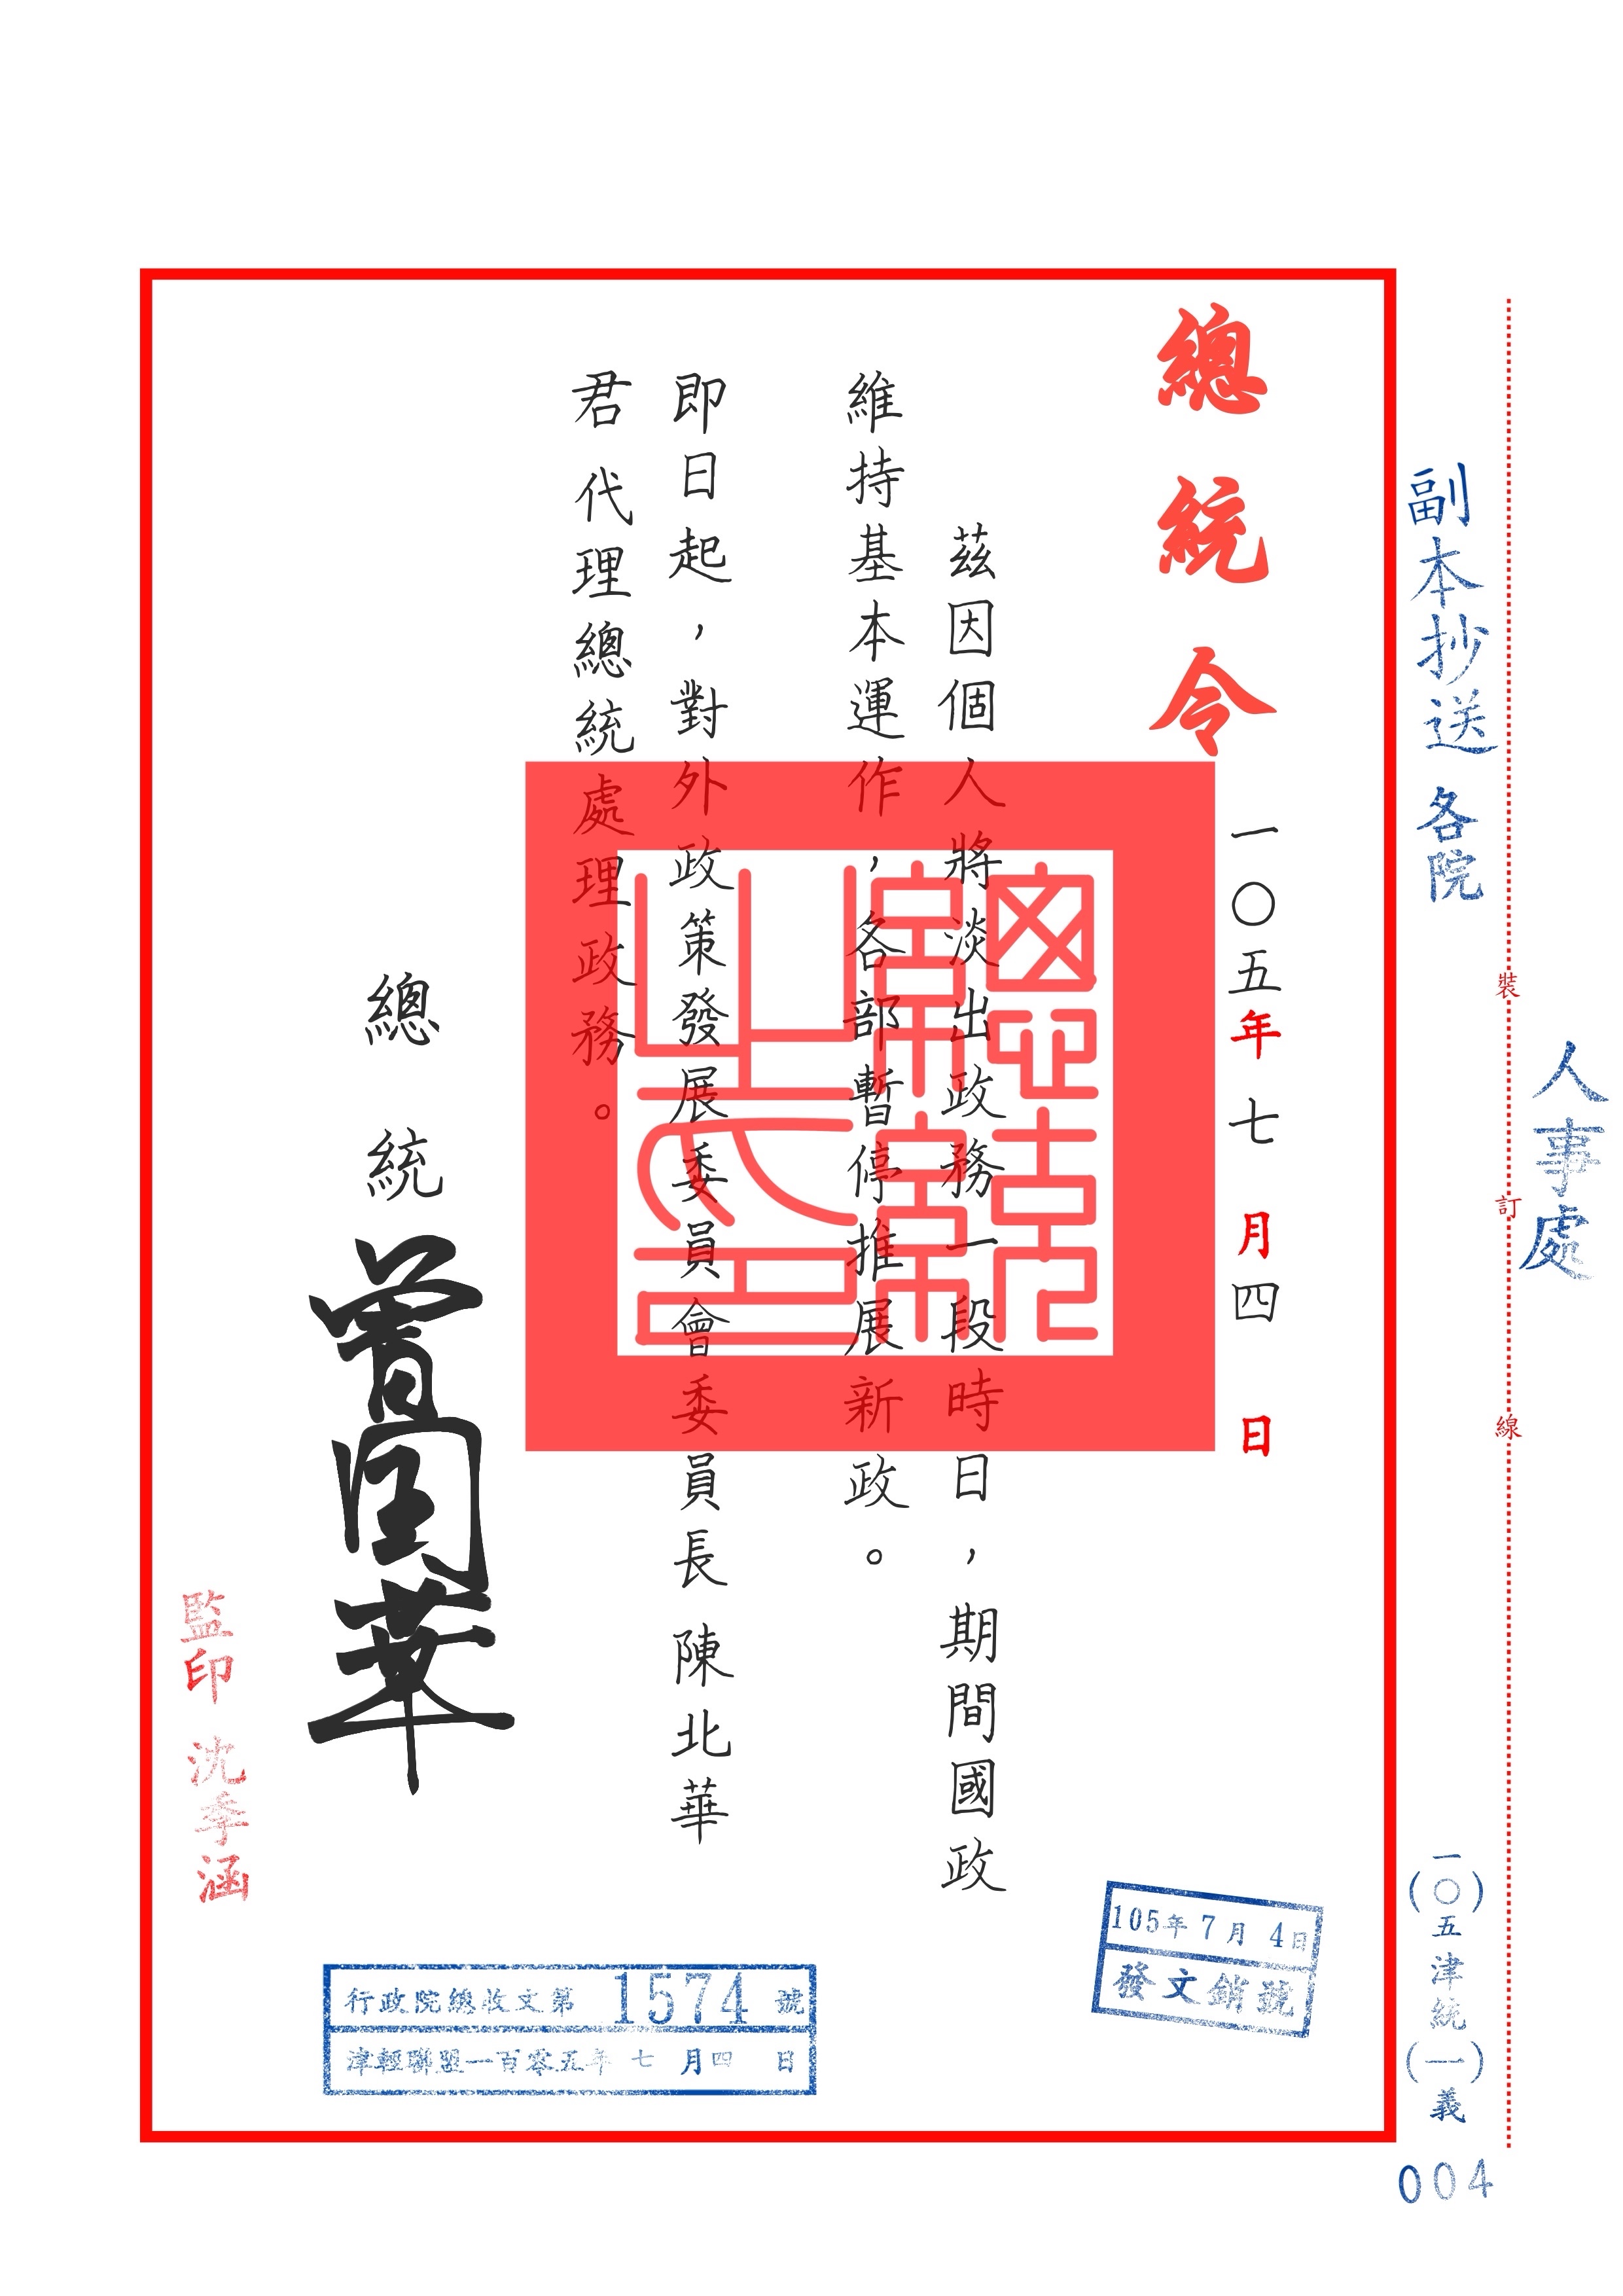 人事處
裝訂線
副本抄送 各院
(一〇五)津統(一)義
004
總統令
一〇五年七月四日
茲因個人將淡出政務一段時日，期間國政
維持基本運作，各部暫停推展新政。
即日起，對外政策發展委員會委員長 陳北華
君 代理總統處理政務。
總統 曾国華
監印 沈季涵
105年7月4日
發文銷號
行政院總收文第 1574 號
津輕聯盟一百零五年 七 月四 日